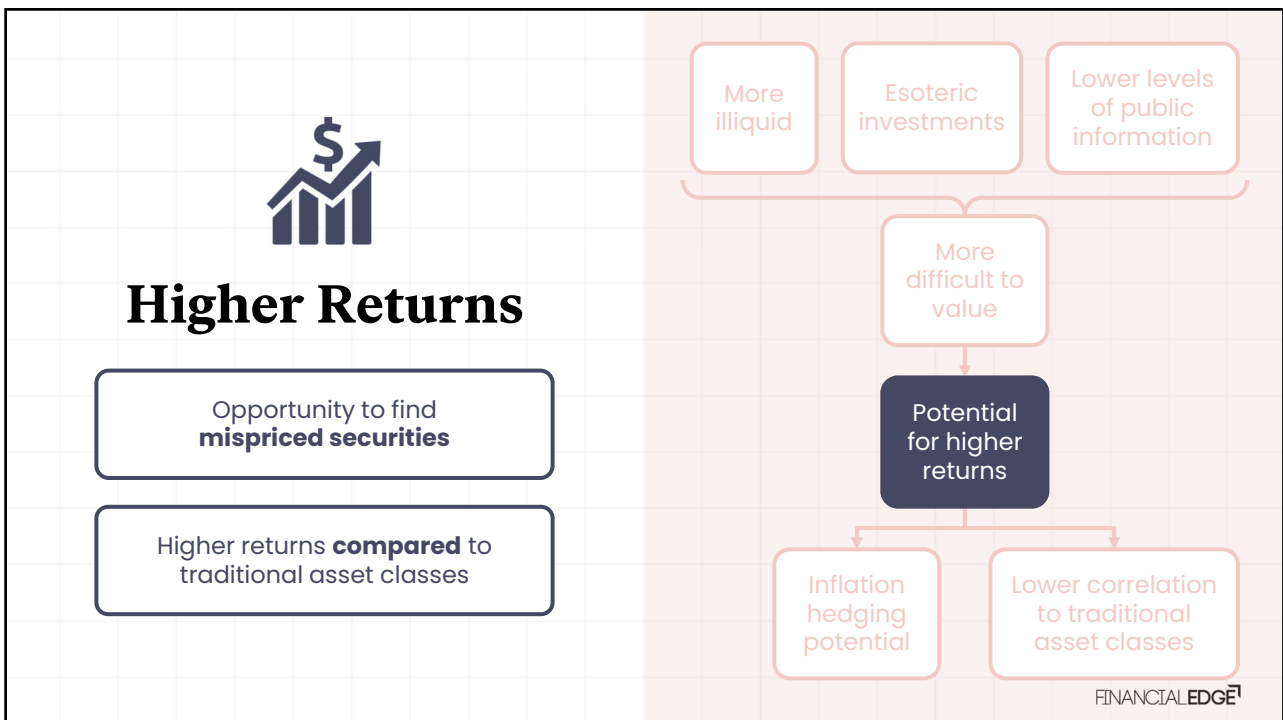 $
Higher Returns
Opportunity to find
mispriced securities
Higher returns compared to
traditional asset classes
More
illiquid
Esoteric
investments
Lower levels
of public
information
More
difficult to
value
Potential
for higher
returns
Inflation
hedging
potential
Lower correlation
to traditional
asset classes
FINANCIALEDGE